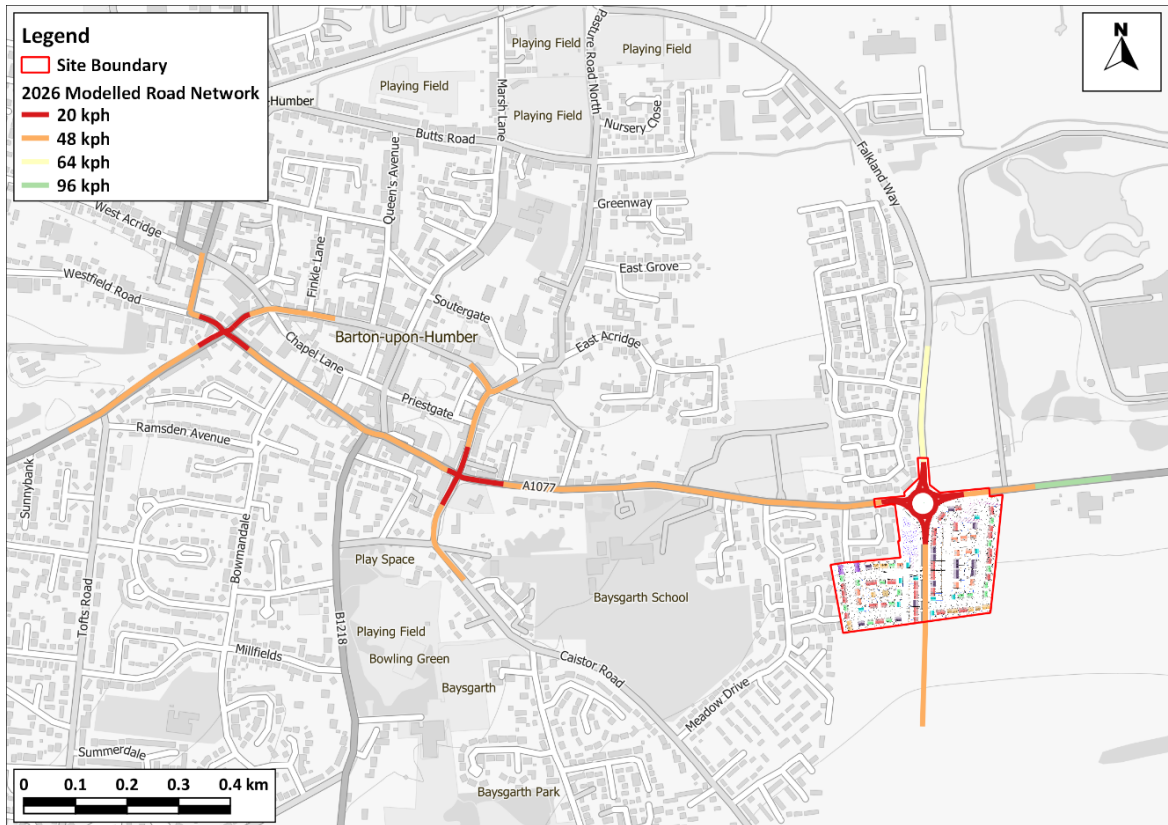 Legend
Site Boundary
2026 Modelled Road Network
20 kph
48 kph
64 kph
96 kph
N
Playing Field
Pasture Road North
Playing Field
Playing Field
Marsh Lane
-Humber
Playing Field
Nursery Close
Butts Road
Falkland Way
Queen's Avenue
West Acridge
Greenway
Finkle Lane
Westfield Road
East Grove
Soutergate
Barton-upon-Humber
Chapel Lane
East Acridge
Priestgate
Ramsden Avenue
A1077
Sunnybank
Bowmandale
Play Space
Tofts Road
Baysgarth School
B1218
Playing Field
Millfields
Bowling Green
Caistor Road
Baysgarth
Meadow Drive
Summerdale
Baysgarth Park
0 0.1 0.2 0.3 0.4 km